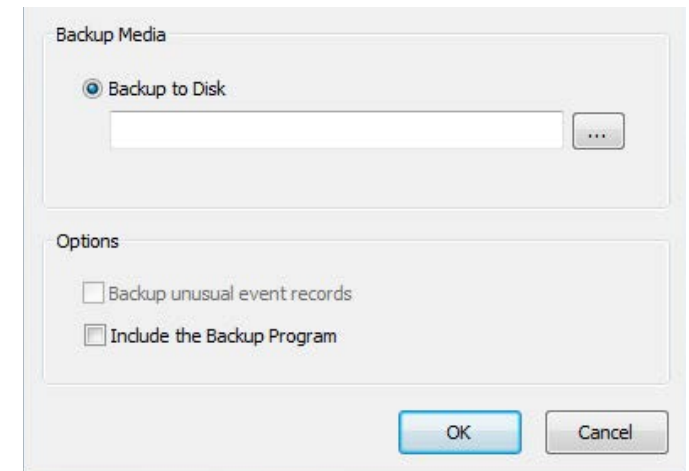 Backup Media
Backup to Disk
...
Options
Backup unusual event records
Include the Backup Program
OK Cancel